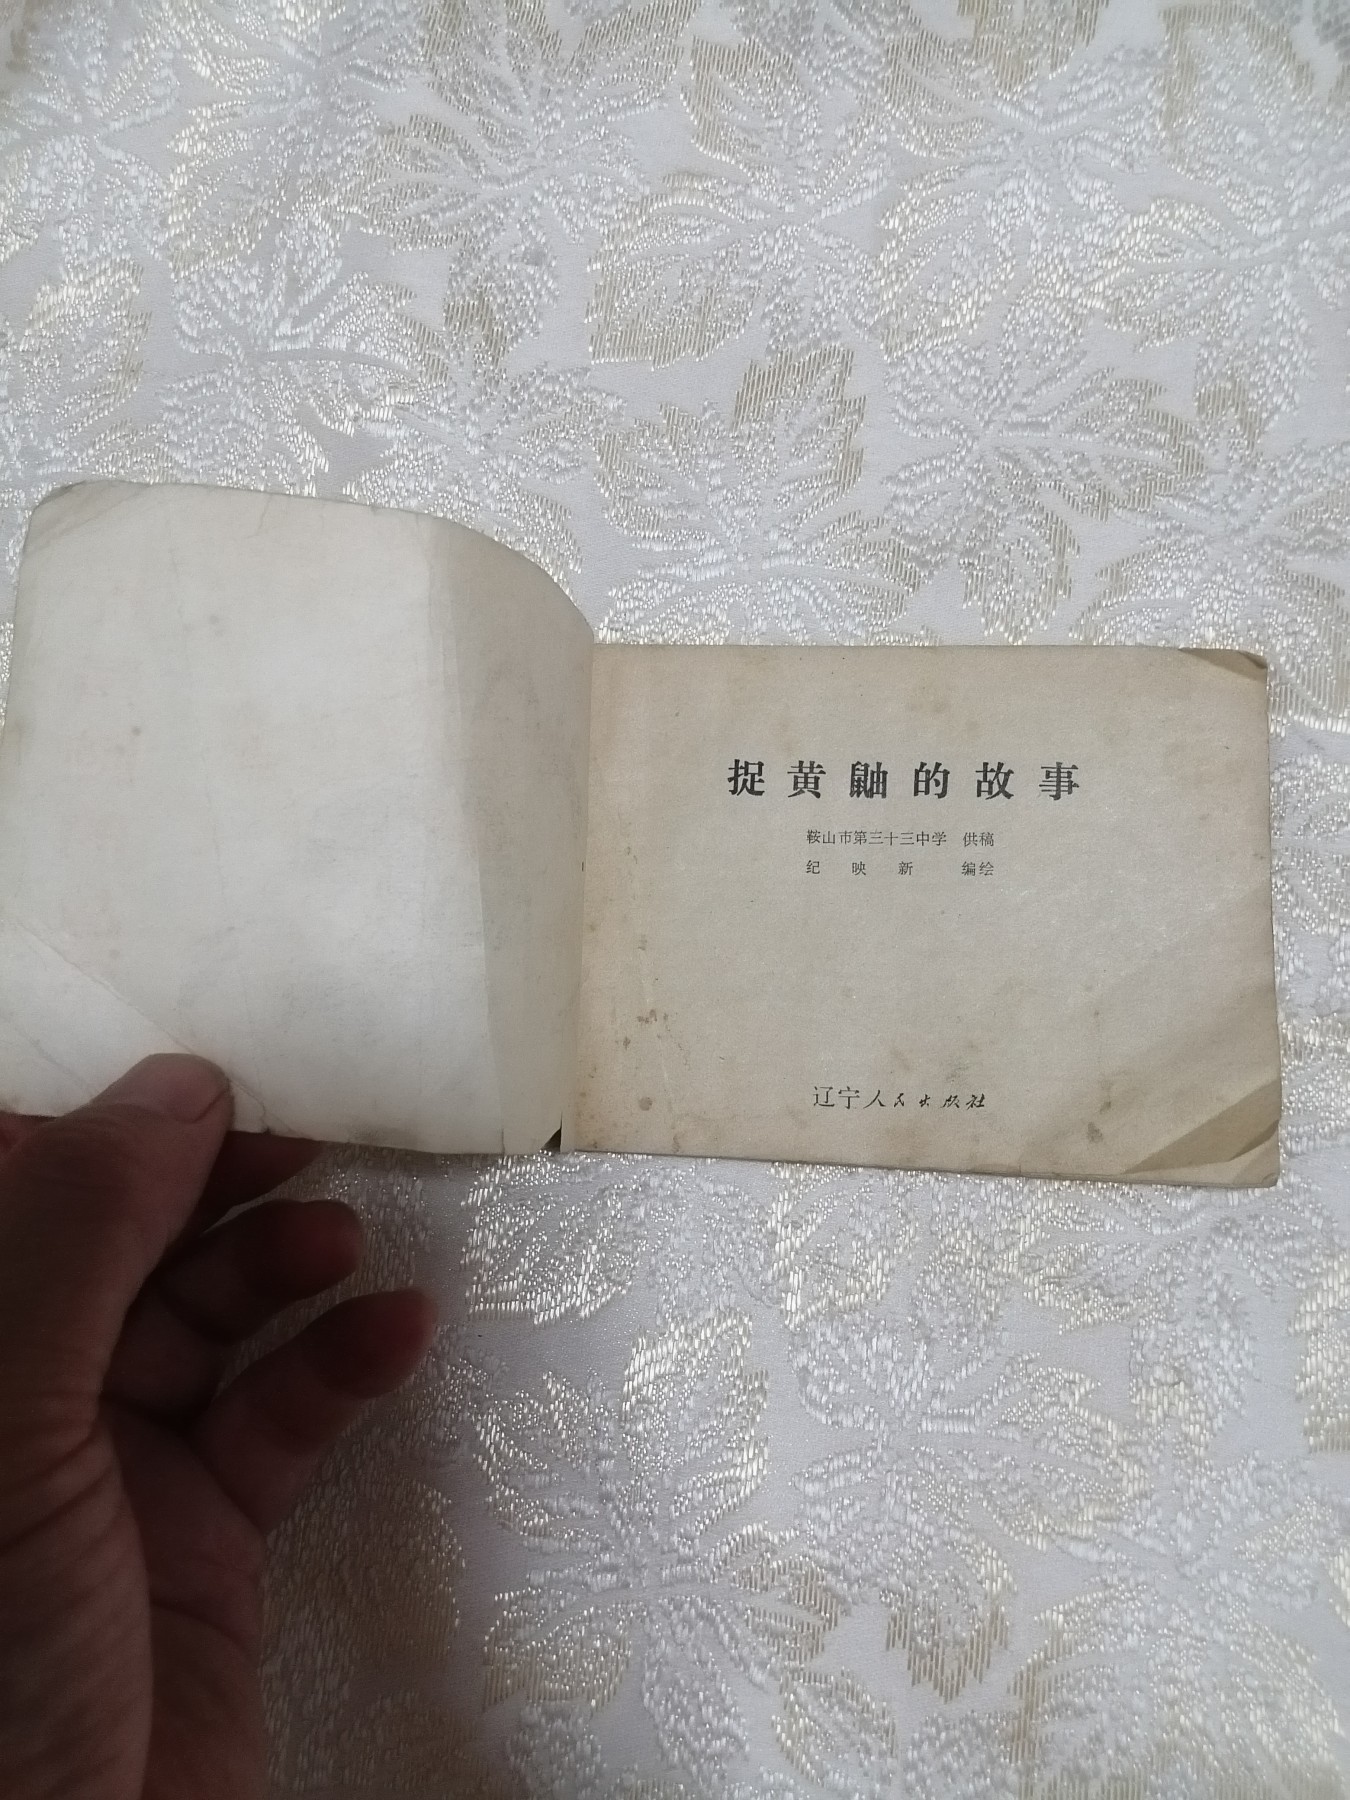 捉黄鼬的故事
鞍山市第三十三中学 供稿
纪映新 编绘
辽宁人民出版社